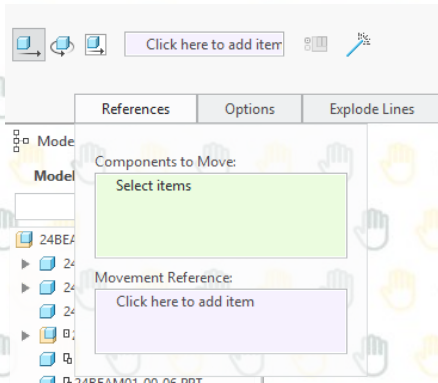 Click here to add item
References
Options
Explode Lines
Mode
Components to Move:
Model
Select items
24BEA
24
24
Movement Reference:
24
Click here to add item
24BEAM01-00-06.PRT